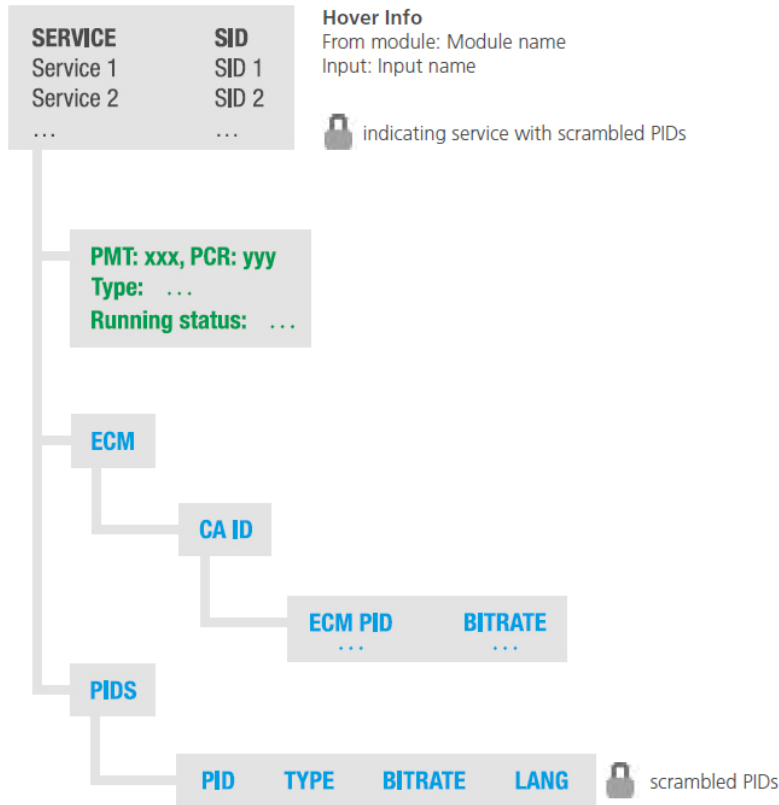 SERVICE SID
Service 1 SID 1
Service 2 SID 2
... ...
Hover Info
From module: Module name
Input: Input name
indicating service with scrambled PIDs
PMT: xxx, PCR: yyy
Type: ...
Running status: ...
ECM
CA ID
ECM PID BITRATE
... ...
PIDS
PID TYPE BITRATE LANG
scrambled PIDs